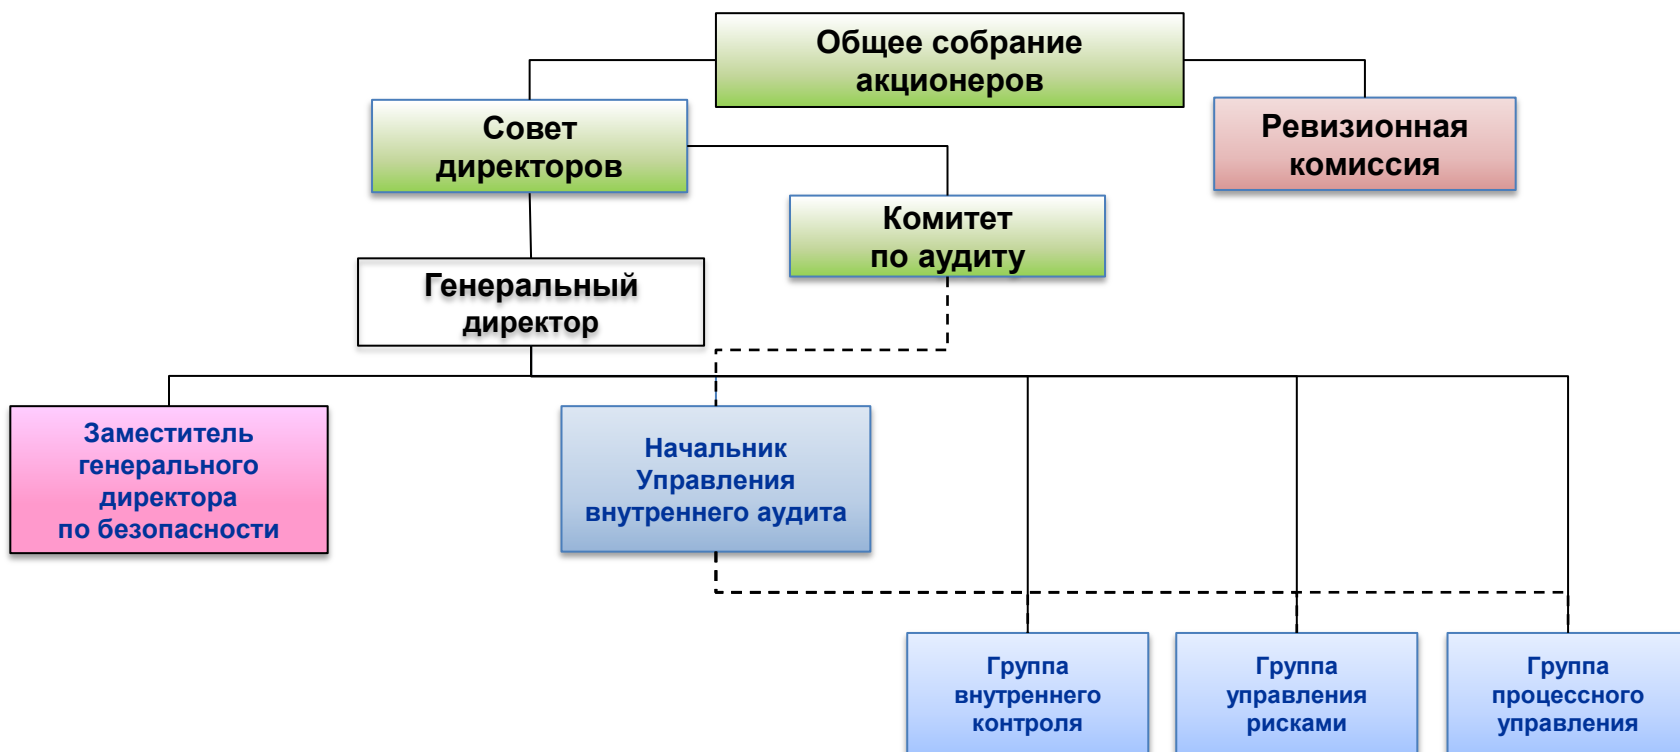 Общее собрание
акционеров
Совет
директоров
Ревизионная
комиссия
Комитет
по аудиту
Генеральный
директор
Заместитель
генерального
директора
по безопасности
Начальник
Управления
внутреннего аудита
Группа
внутреннего
контроля
Группа
управления
рисками
Группа
процессного
управления